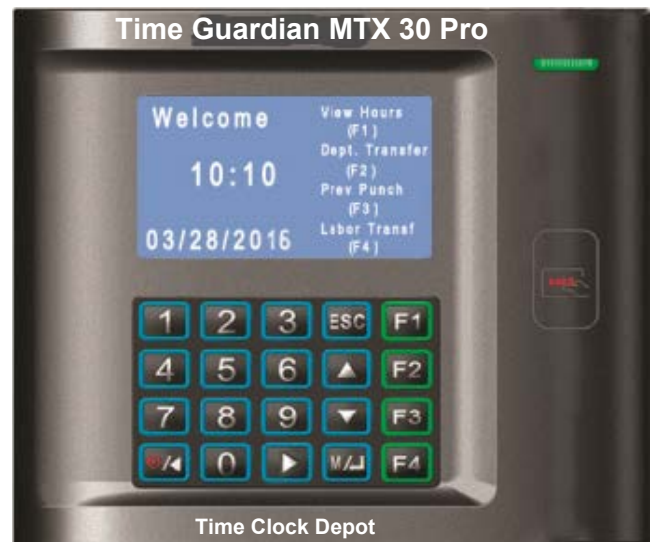 Time Guardian MTX 30 Pro
Welcome
10:10
03/28/2016
View Hours
(F1)
Dept. Transfer
(F2)
Prev Punch
(F3)
Labor Transf
(F4)
1 2 3 ESC F1
4 5 6 ▲ F2
7 8 9 ▼ F3
/◀ 0 ▶ M/↵ F4
Time Clock Depot